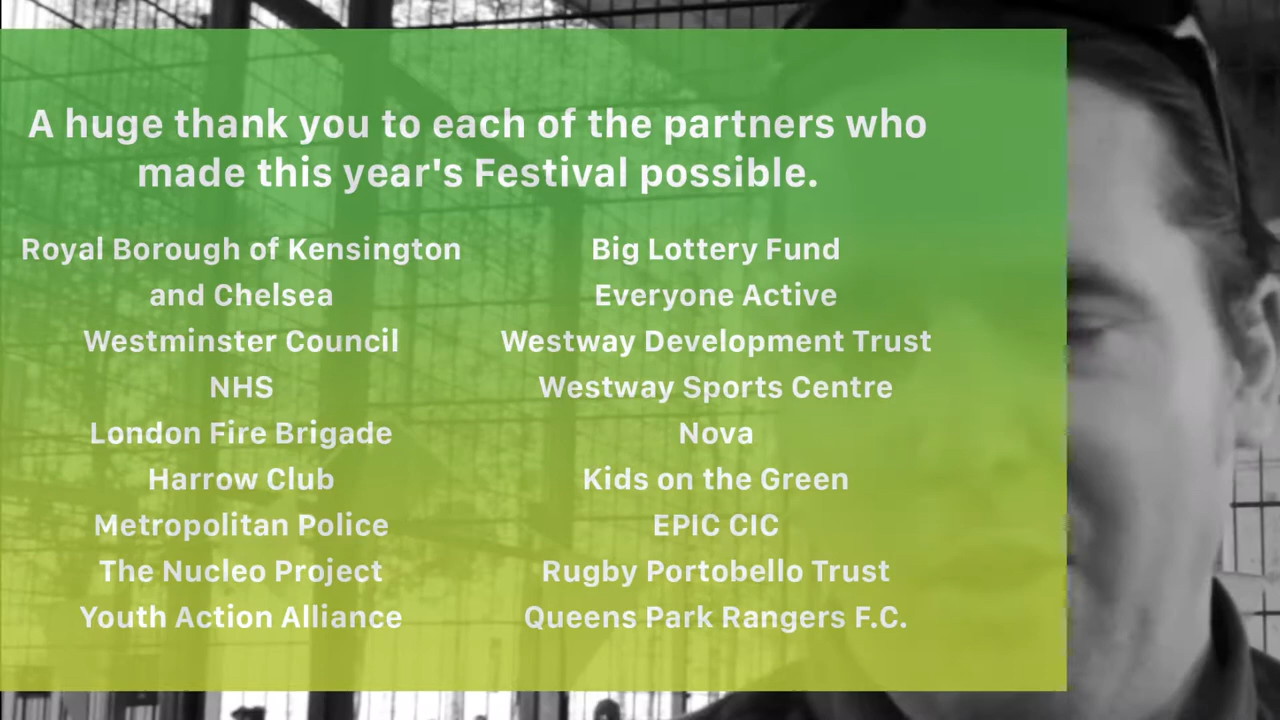 A huge thank you to each of the partners who
made this year's Festival possible.
Royal Borough of Kensington
and Chelsea
Westminster Council
NHS
London Fire Brigade
Harrow Club
Metropolitan Police
The Nucleo Project
Youth Action Alliance
Big Lottery Fund
Everyone Active
Westway Development Trust
Westway Sports Centre
Nova
Kids on the Green
EPIC CIC
Rugby Portobello Trust
Queens Park Rangers F.C.